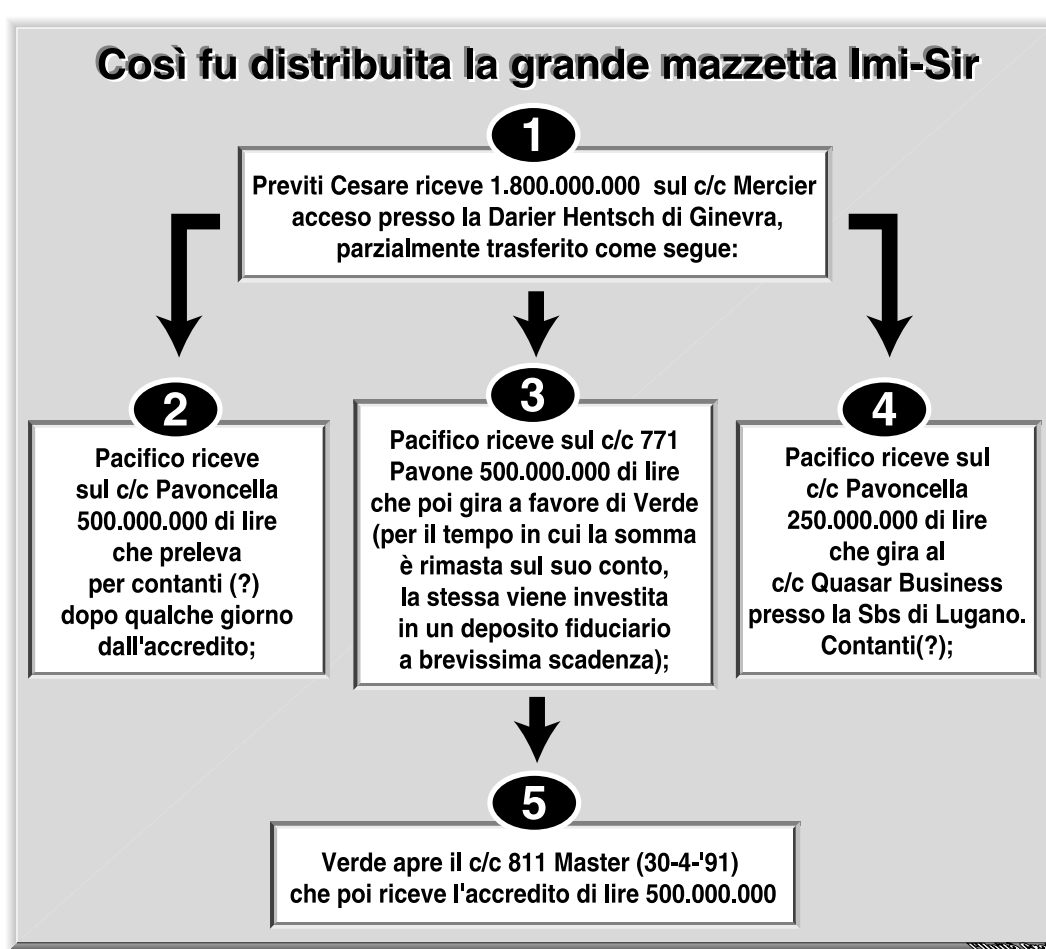 Così fu distribuita la grande mazzetta Imi-Sir
1
Previti Cesare riceve 1.800.000.000 sul c/c Mercier
acceso presso la Darier Hentsch di Ginevra,
parzialmente trasferito come segue:
2
Pacifico riceve
sul c/c Pavoncella
500.000.000 di lire
che preleva
per contanti (?)
dopo qualche giorno
dall'accredito;
3
Pacifico riceve sul c/c 771
Pavone 500.000.000 di lire
che poi gira a favore di Verde
(per il tempo in cui la somma
è rimasta sul suo conto,
la stessa viene investita
in un deposito fiduciario
a brevissima scadenza);
4
Pacifico riceve sul
c/c Pavoncella
250.000.000 di lire
che gira al
c/c Quasar Business
presso la Sbs di Lugano.
Contanti(?);
5
Verde apre il c/c 811 Master (30-4-'91)
che poi riceve l'accredito di lire 500.000.000